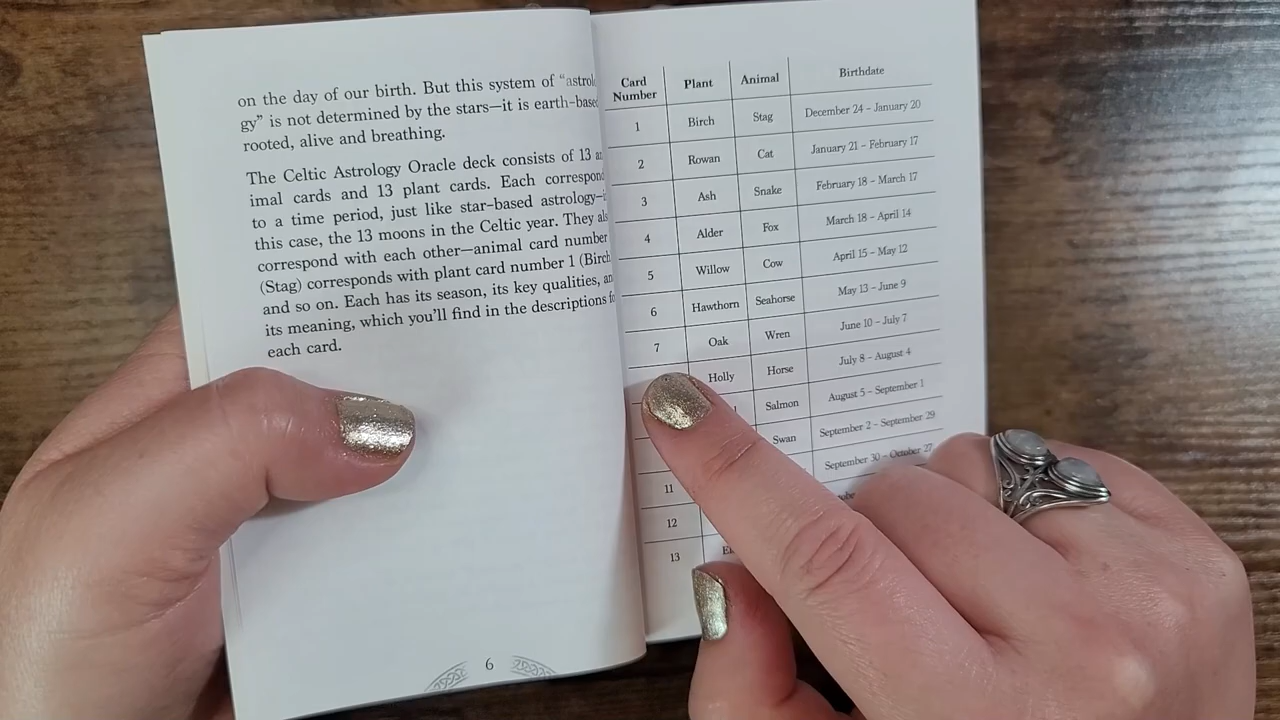 on the day of our birth. But this system of "astrol
gy" is not determined by the stars—it is earth-based
rooted, alive and breathing.
The Celtic Astrology Oracle deck consists of 13 a
imal cards and 13 plant cards. Each correspond
to a time period, just like star-based astrology—i
this case, the 13 moons in the Celtic year. They als
correspond with each other—animal card number
(Stag) corresponds with plant card number 1 (Birch
and so on. Each has its season, its key qualities, an
its meaning, which you'll find in the descriptions fo
each card.
6
Card Number Plant Animal Birthdate
1 Birch Stag December 24 – January 20
2 Rowan Cat January 21 – February 17
3 Ash Snake February 18 – March 17
4 Alder Fox March 18 – April 14
5 Willow Cow April 15 – May 12
6 Hawthorn Seahorse May 13 – June 9
7 Oak Wren June 10 – July 7
Holly Horse July 8 – August 4
Salmon August 5 – September 1
Swan September 2 – September 29
11 September 30 – October 27
12
13